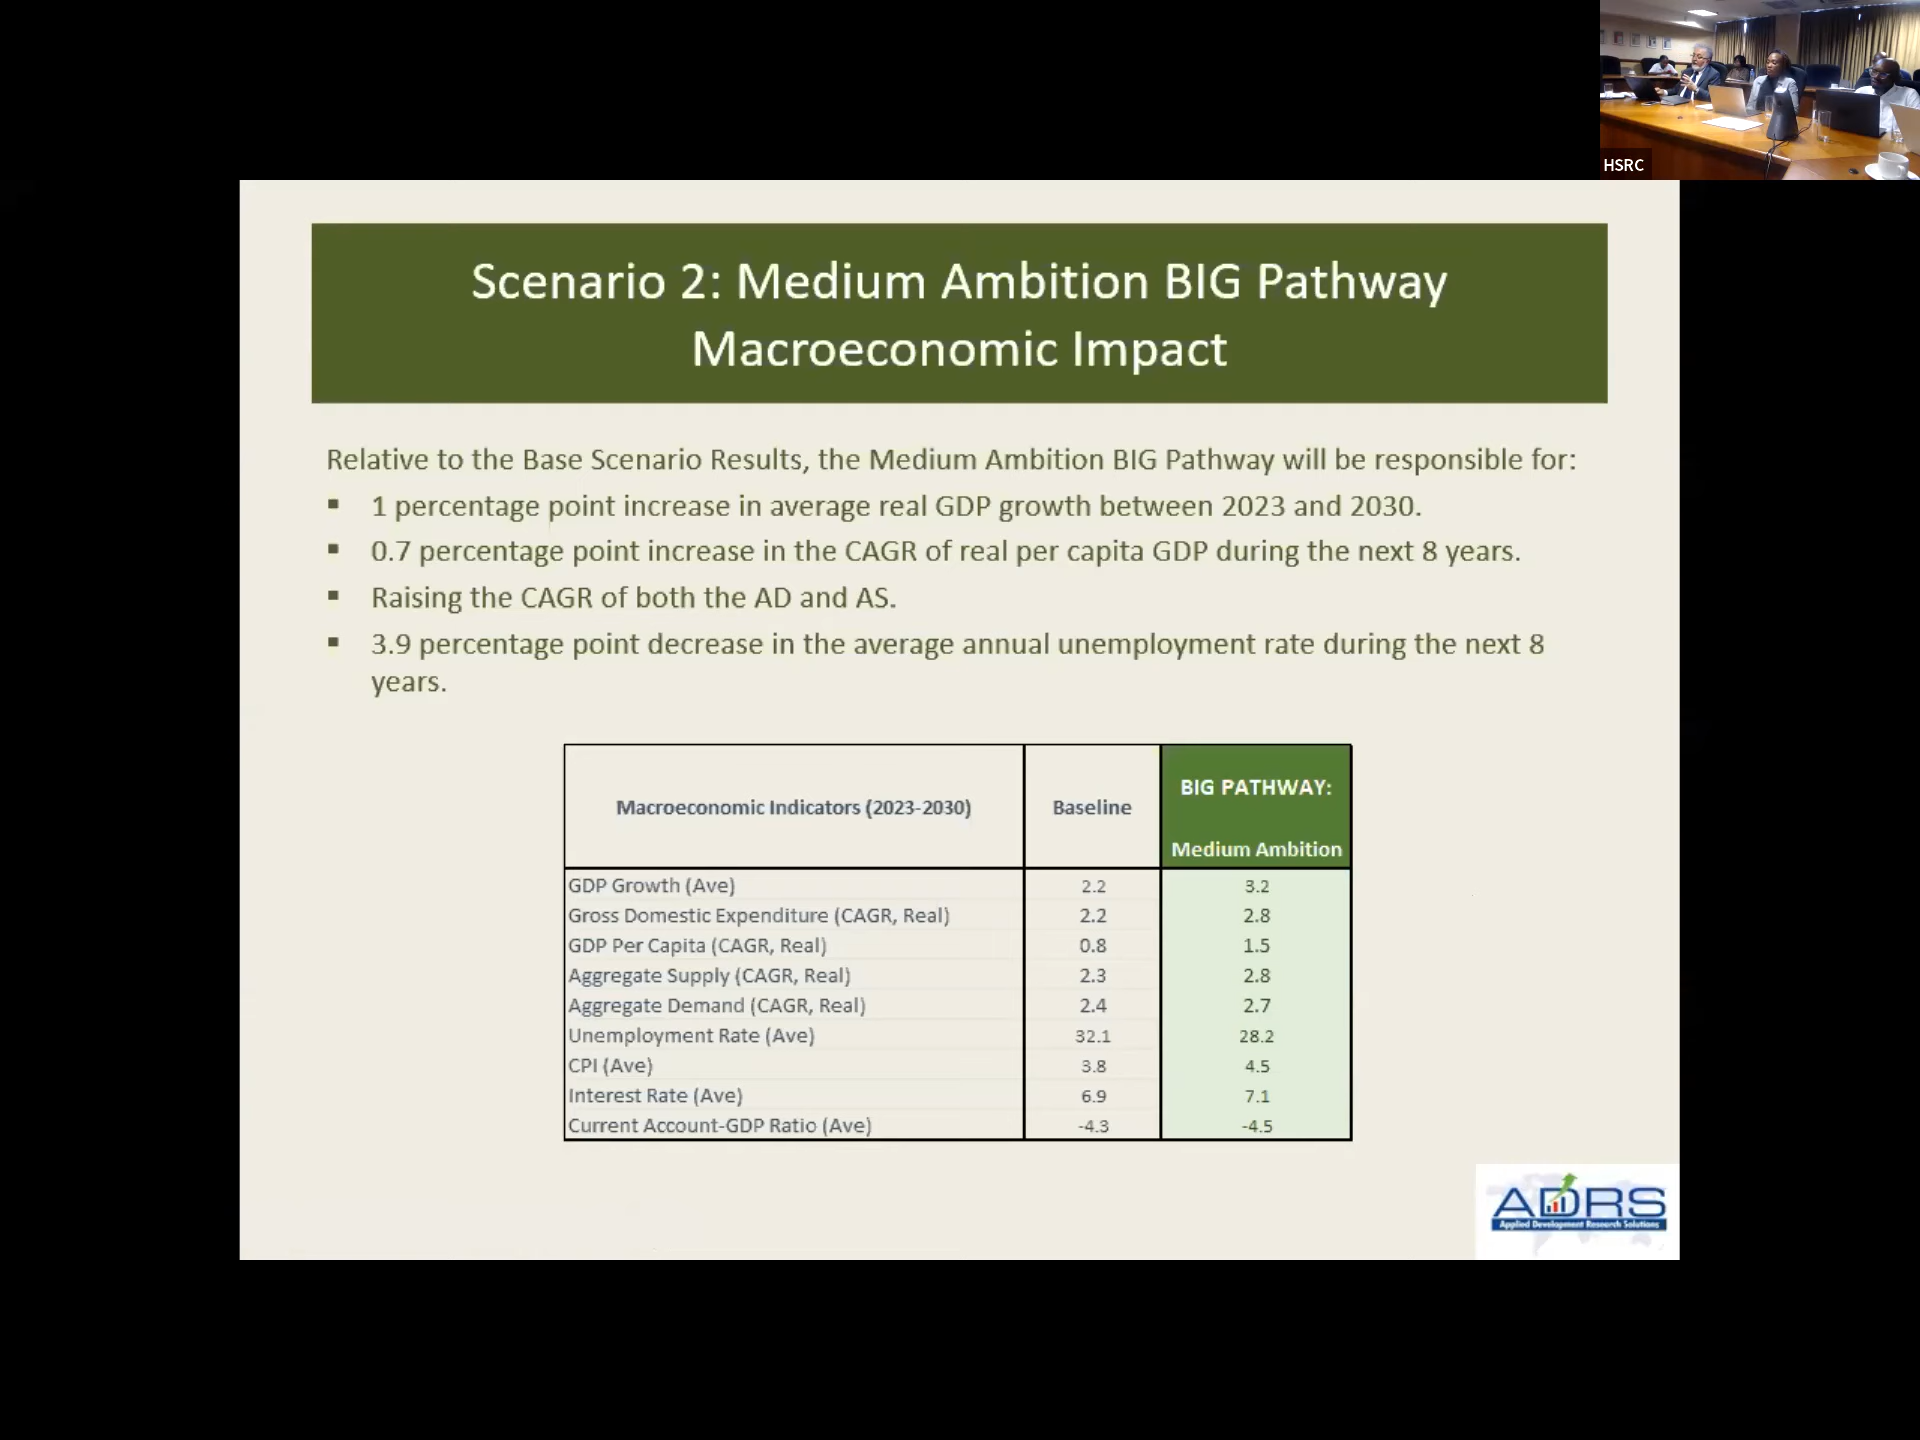 HSRC
Scenario 2: Medium Ambition BIG Pathway
Macroeconomic Impact
Relative to the Base Scenario Results, the Medium Ambition BIG Pathway will be responsible for:
▪ 1 percentage point increase in average real GDP growth between 2023 and 2030.
▪ 0.7 percentage point increase in the CAGR of real per capita GDP during the next 8 years.
▪ Raising the CAGR of both the AD and AS.
▪ 3.9 percentage point decrease in the average annual unemployment rate during the next 8
years.
Macroeconomic Indicators (2023-2030) Baseline BIG PATHWAY:
Medium Ambition
GDP Growth (Ave) 2.2 3.2
Gross Domestic Expenditure (CAGR, Real) 2.2 2.8
GDP Per Capita (CAGR, Real) 0.8 1.5
Aggregate Supply (CAGR, Real) 2.3 2.8
Aggregate Demand (CAGR, Real) 2.4 2.7
Unemployment Rate (Ave) 32.1 28.2
CPI (Ave) 3.8 4.5
Interest Rate (Ave) 6.9 7.1
Current Account-GDP Ratio (Ave) -4.3 -4.5
ADRS
Applied Development Research Solutions